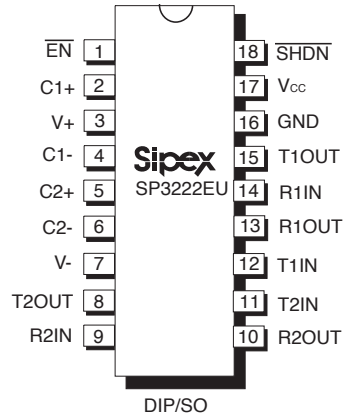 EN 1 18 SHDN
C1+ 2 17 Vcc
V+ 3 16 GND
C1- 4 15 T1OUT
Sipex
SP3222EU
C2+ 5 14 R1IN
C2- 6 13 R1OUT
V- 7 12 T1IN
T2OUT 8 11 T2IN
R2IN 9 10 R2OUT
DIP/SO